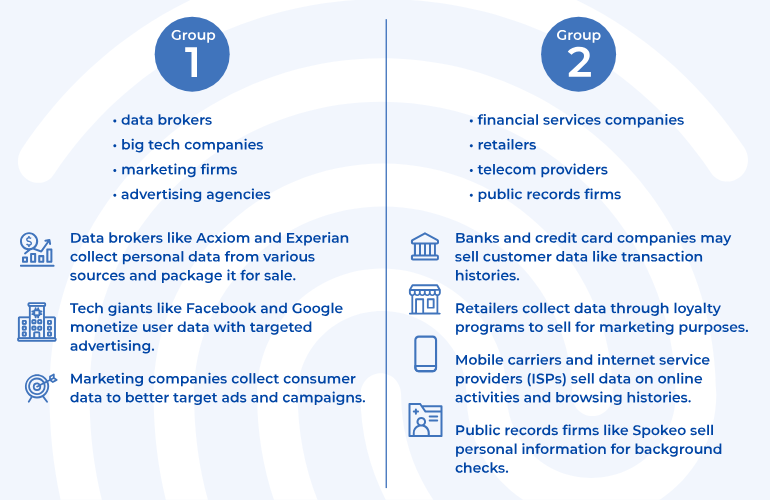 Group
1
• data brokers
• big tech companies
• marketing firms
• advertising agencies
Data brokers like Acxiom and Experian
collect personal data from various
sources and package it for sale.
Tech giants like Facebook and Google
monetize user data with targeted
advertising.
Marketing companies collect consumer
data to better target ads and campaigns.
Group
2
• financial services companies
• retailers
• telecom providers
• public records firms
Banks and credit card companies may
sell customer data like transaction
histories.
Retailers collect data through loyalty
programs to sell for marketing purposes.
Mobile carriers and internet service
providers (ISPs) sell data on online
activities and browsing histories.
Public records firms like Spokeo sell
personal information for background
checks.